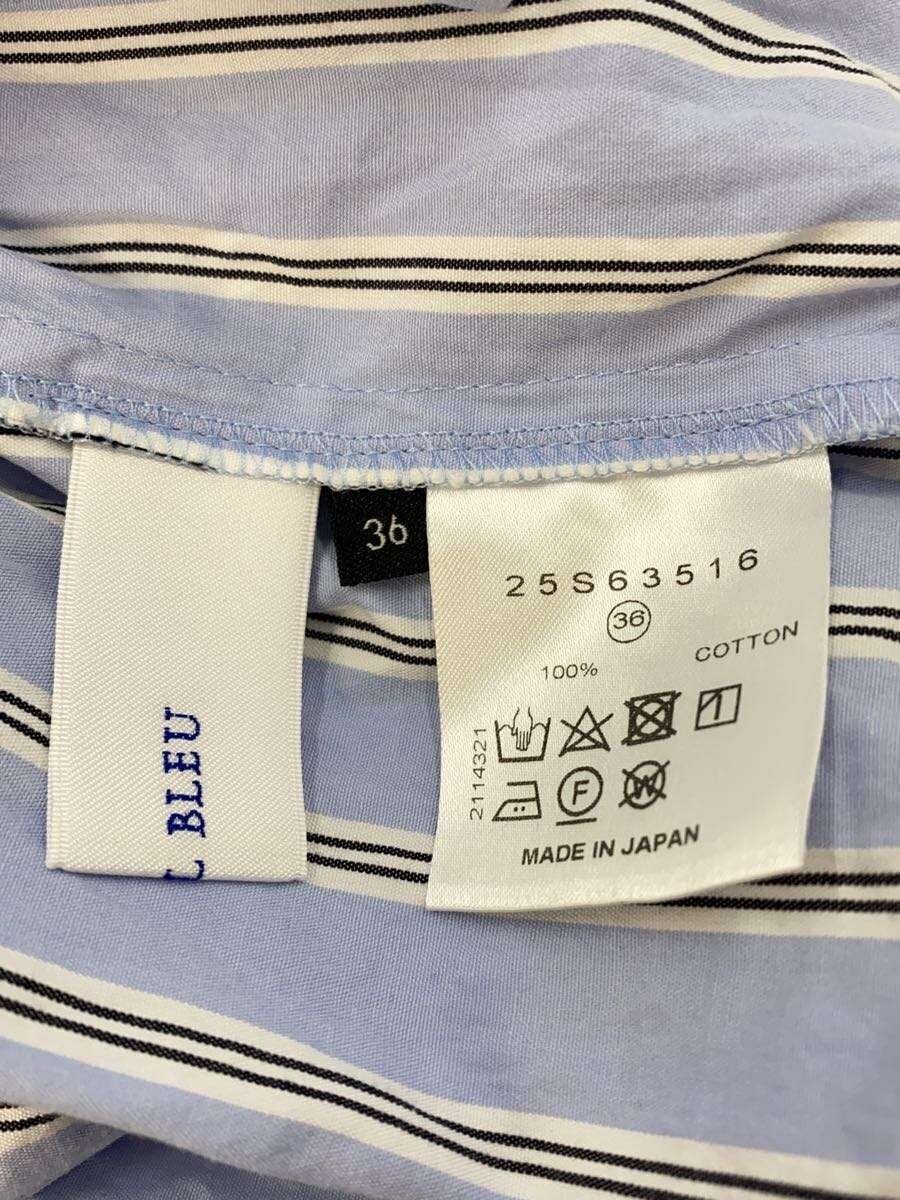 BLEU
36
25S63516
36
100% COTTON
2114321
F
W
MADE IN JAPAN